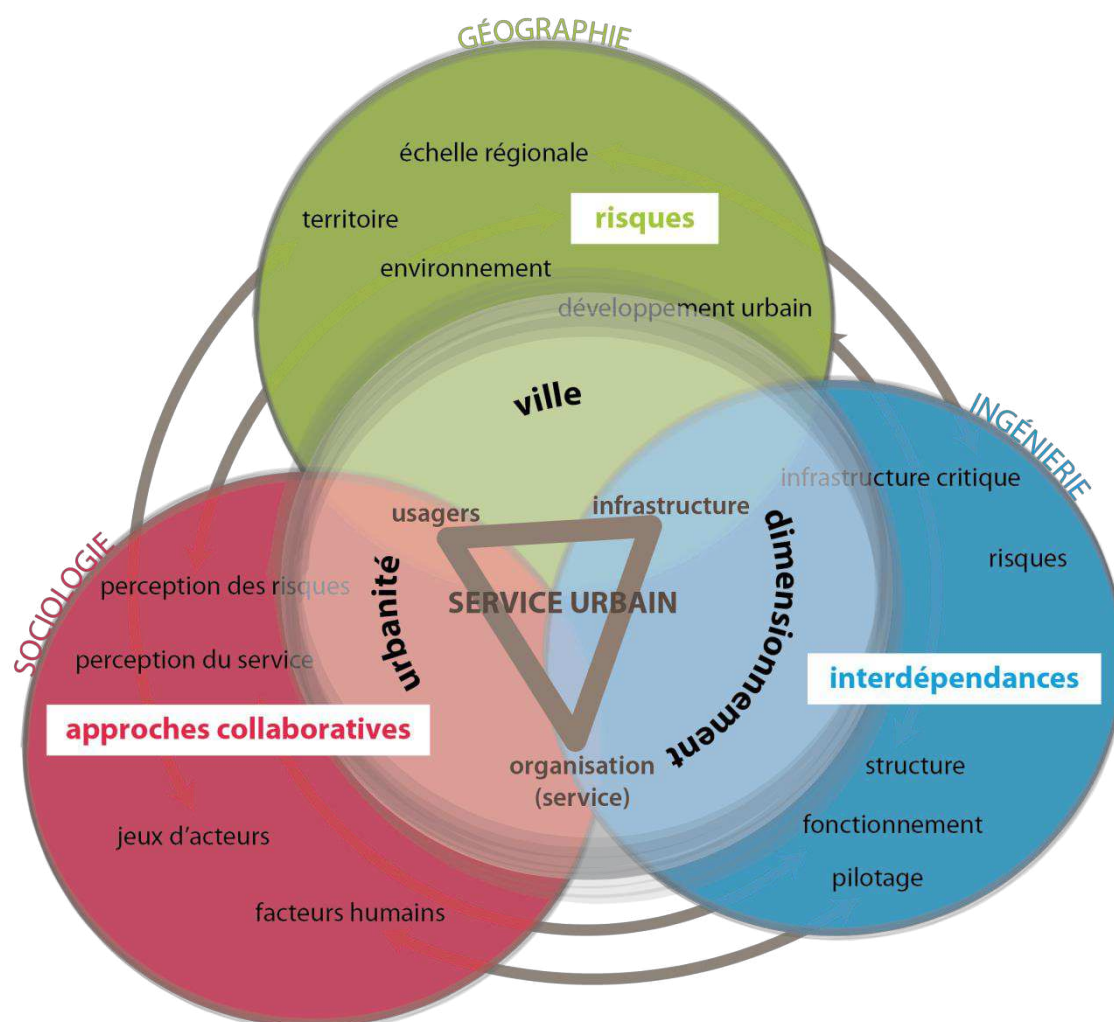 GÉOGRAPHIE
échelle régionale
risques
territoire
environnement
développement urbain
ville
INGÉNIERIE
infrastructure critique
usagers
infrastructure
dimensionnement
risques
SOCIOLOGIE
perception des risques
urbanité
SERVICE URBAIN
perception du service
interdépendances
approches collaboratives
organisation
(service)
structure
jeux d’acteurs
fonctionnement
pilotage
facteurs humains